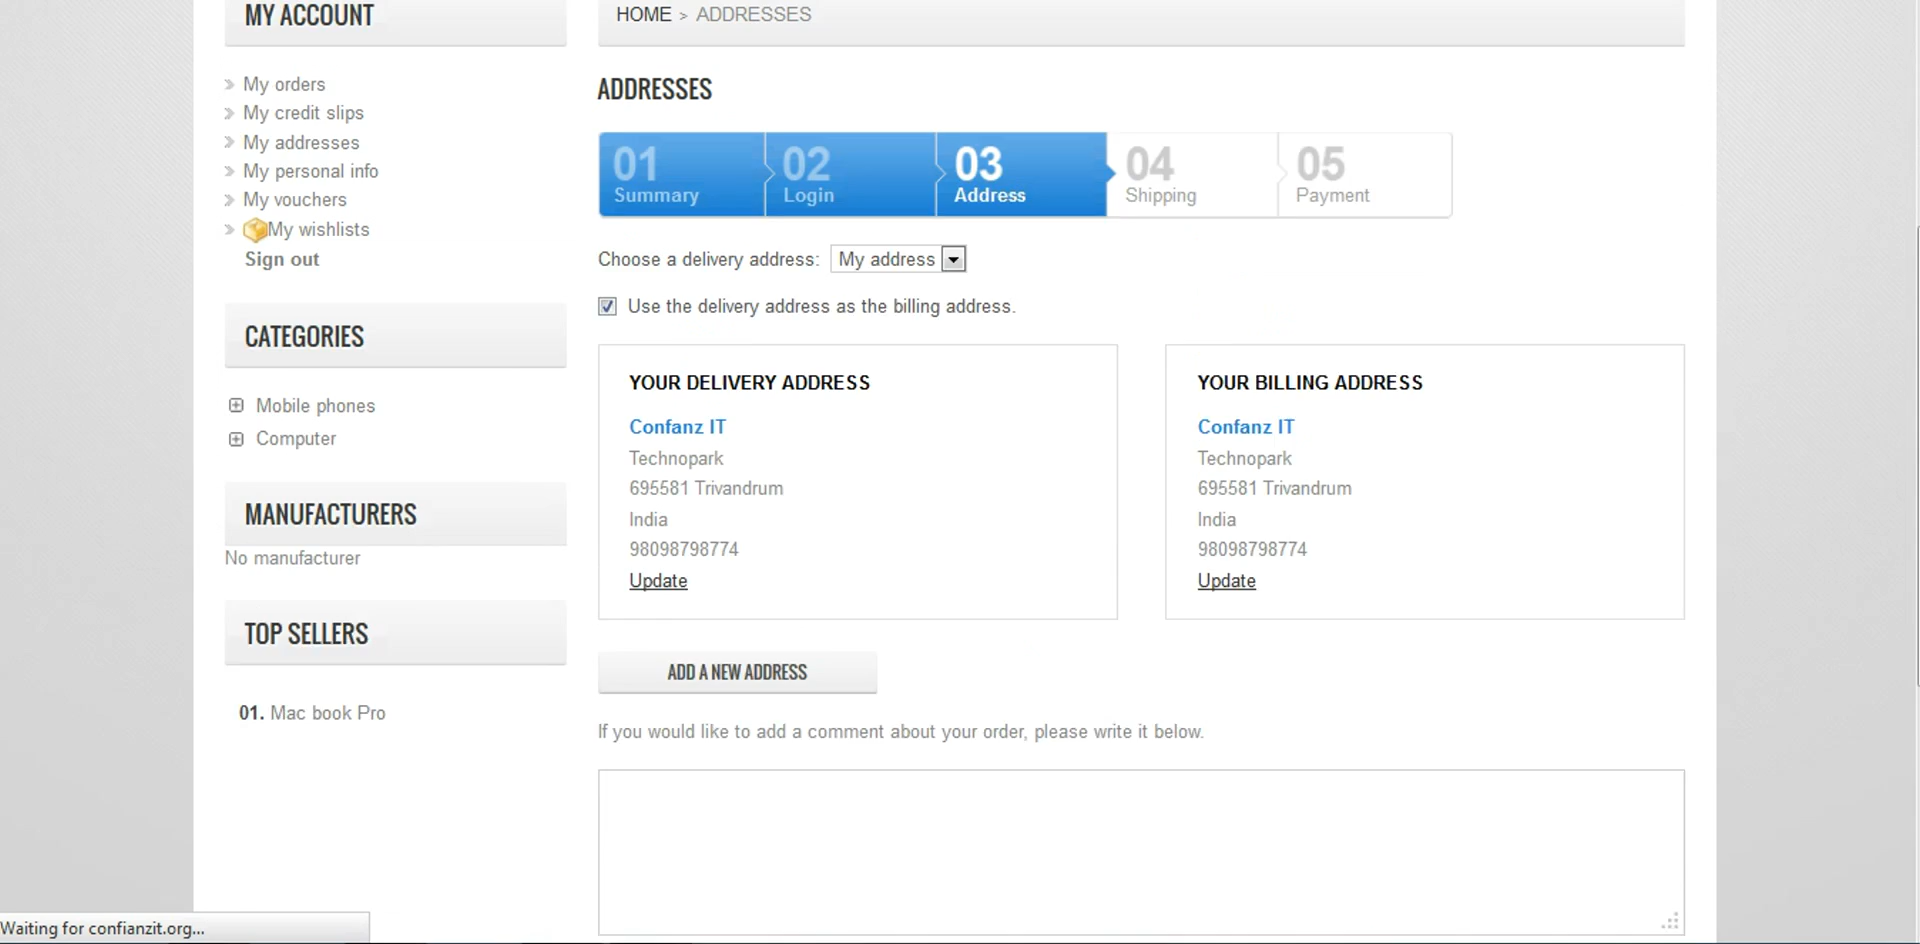 MY ACCOUNT
My orders
My credit slips
My addresses
My personal info
My vouchers
My wishlists
Sign out
CATEGORIES
Mobile phones
Computer
MANUFACTURERS
No manufacturer
TOP SELLERS
01. Mac book Pro
HOME > ADDRESSES
ADDRESSES
01 Summary
02 Login
03 Address
04 Shipping
05 Payment
Choose a delivery address: My address
Use the delivery address as the billing address.
YOUR DELIVERY ADDRESS
Confanz IT
Technopark
695581 Trivandrum
India
98098798774
Update
YOUR BILLING ADDRESS
Confanz IT
Technopark
695581 Trivandrum
India
98098798774
Update
ADD A NEW ADDRESS
If you would like to add a comment about your order, please write it below.
Waiting for confianzit.org...